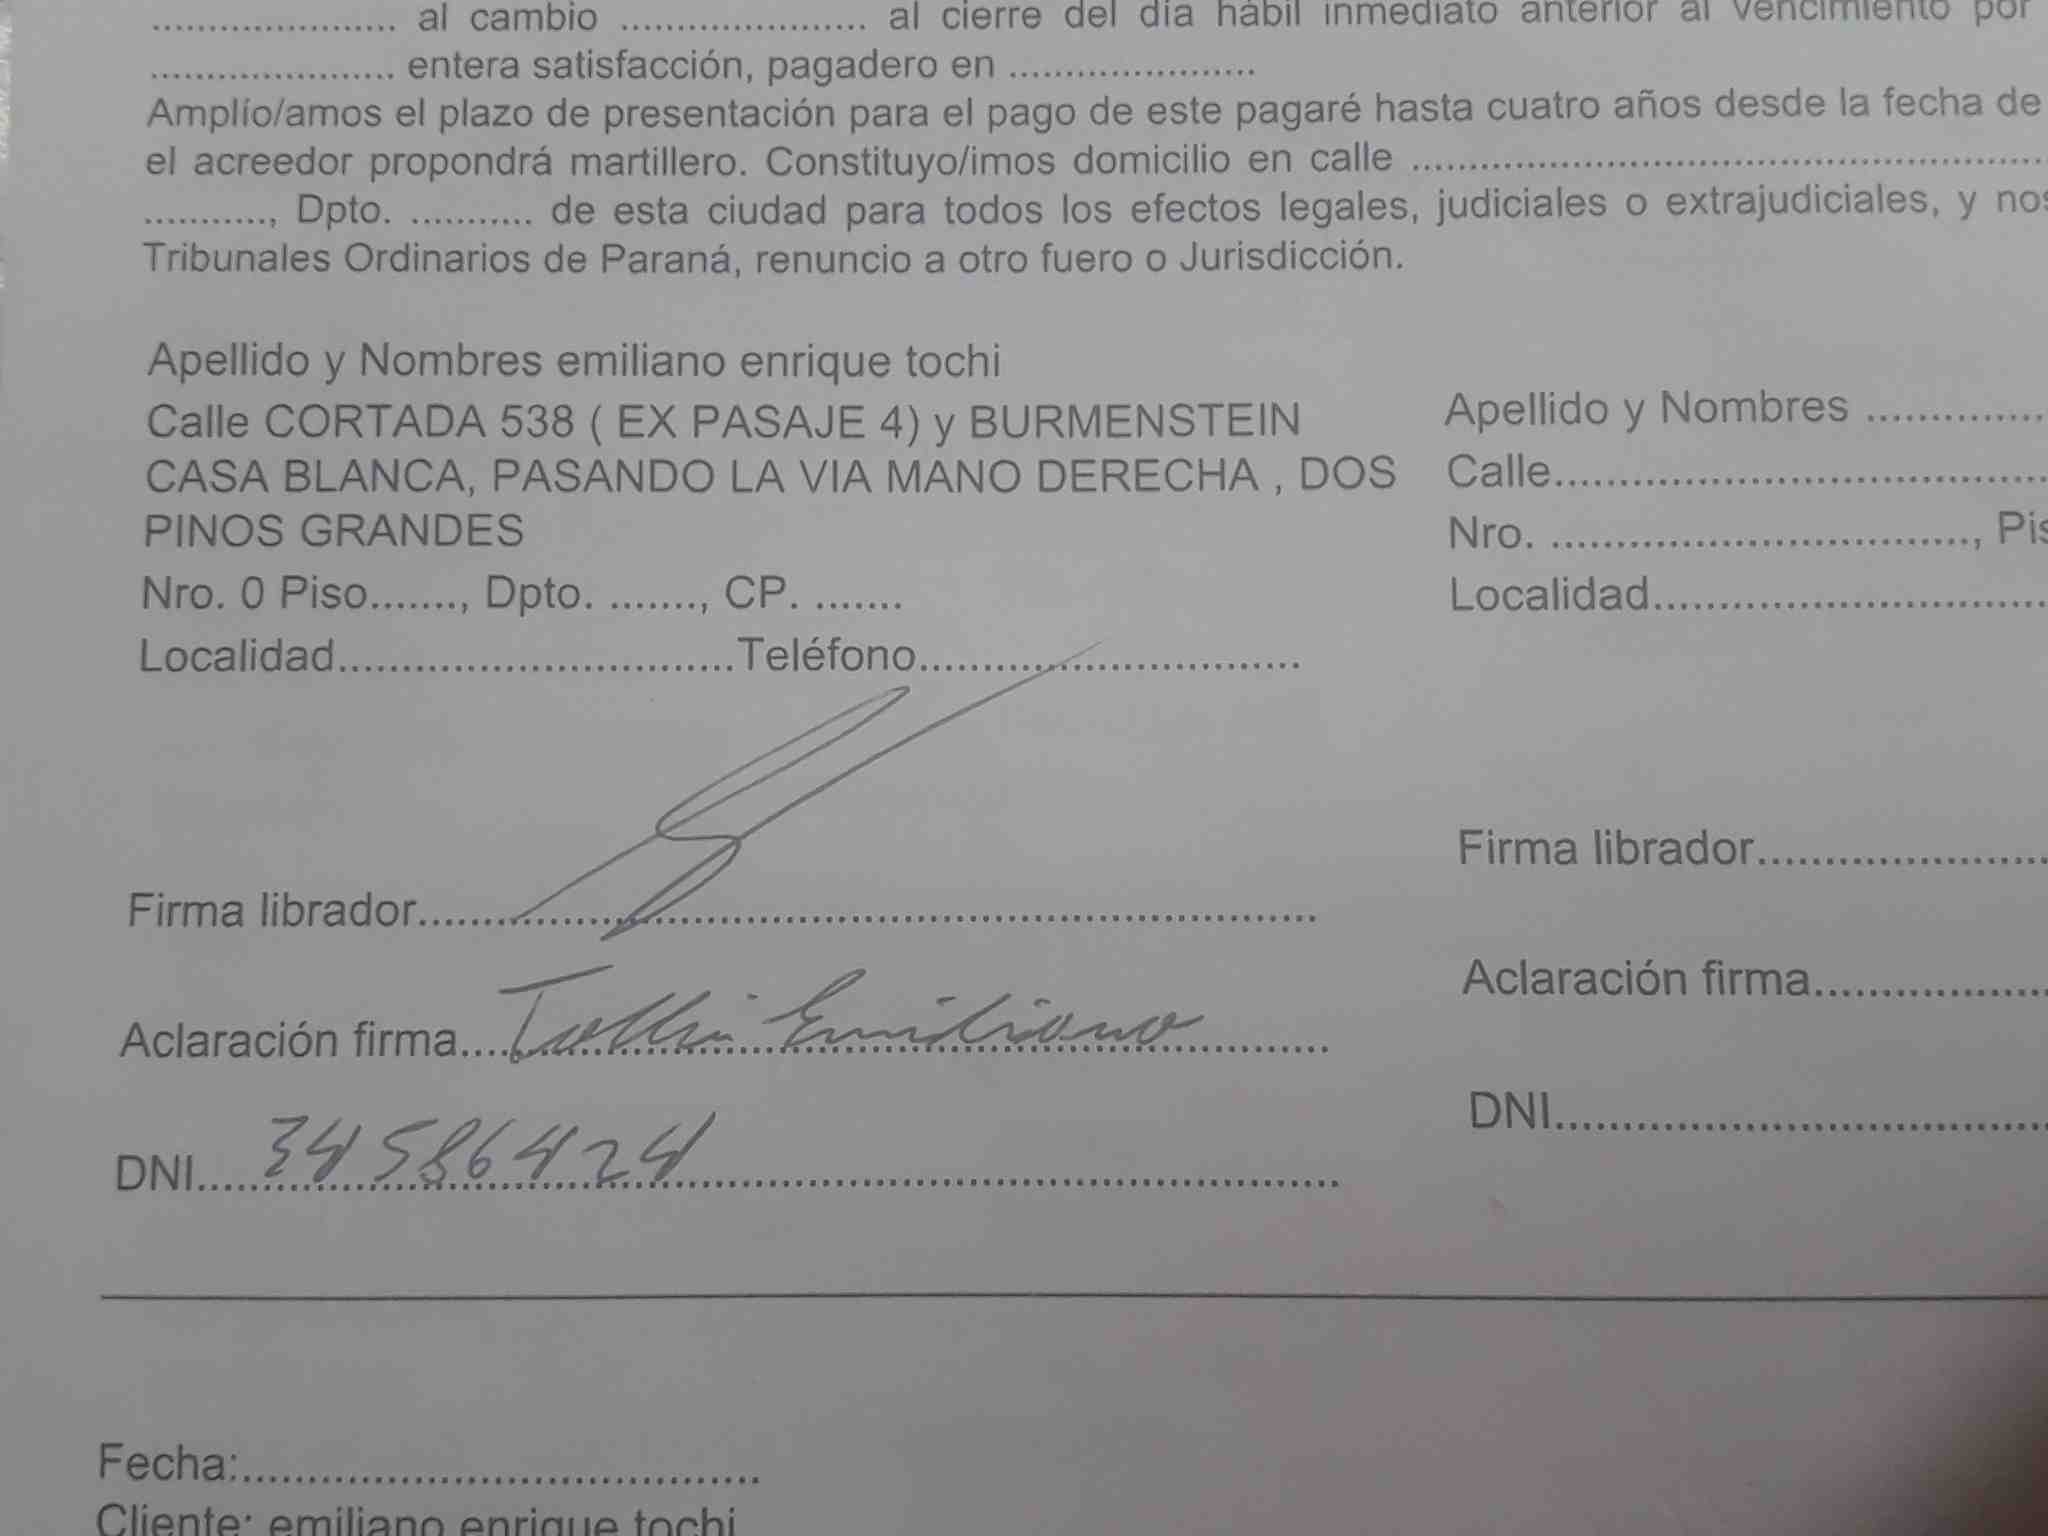 ..................... al cambio ..................... al cierre del día hábil inmediato anterior al vencimiento por
..................... entera satisfacción, pagadero en .....................
Amplío/amos el plazo de presentación para el pago de este pagaré hasta cuatro años desde la fecha de
el acreedor propondrá martillero. Constituyo/imos domicilio en calle ......................................................
..........., Dpto. ........... de esta ciudad para todos los efectos legales, judiciales o extrajudiciales, y nos
Tribunales Ordinarios de Paraná, renuncio a otro fuero o Jurisdicción.
Apellido y Nombres emiliano enrique tochi
Calle CORTADA 538 ( EX PASAJE 4) y BURMENSTEIN
CASA BLANCA, PASANDO LA VIA MANO DERECHA , DOS
PINOS GRANDES
Nro. 0 Piso......., Dpto. ......., CP. .......
Localidad...............................Teléfono..............................
Firma librador......................................................................
Aclaración firma.... Emiliano
DNI.... 34586424
Apellido y Nombres ..............
Calle.......................................
Nro. .................................., Pis
Localidad................................
Firma librador.......................
Aclaración firma...................
DNI.......................................
Fecha:........................................
Cliente: emiliano enrique tochi